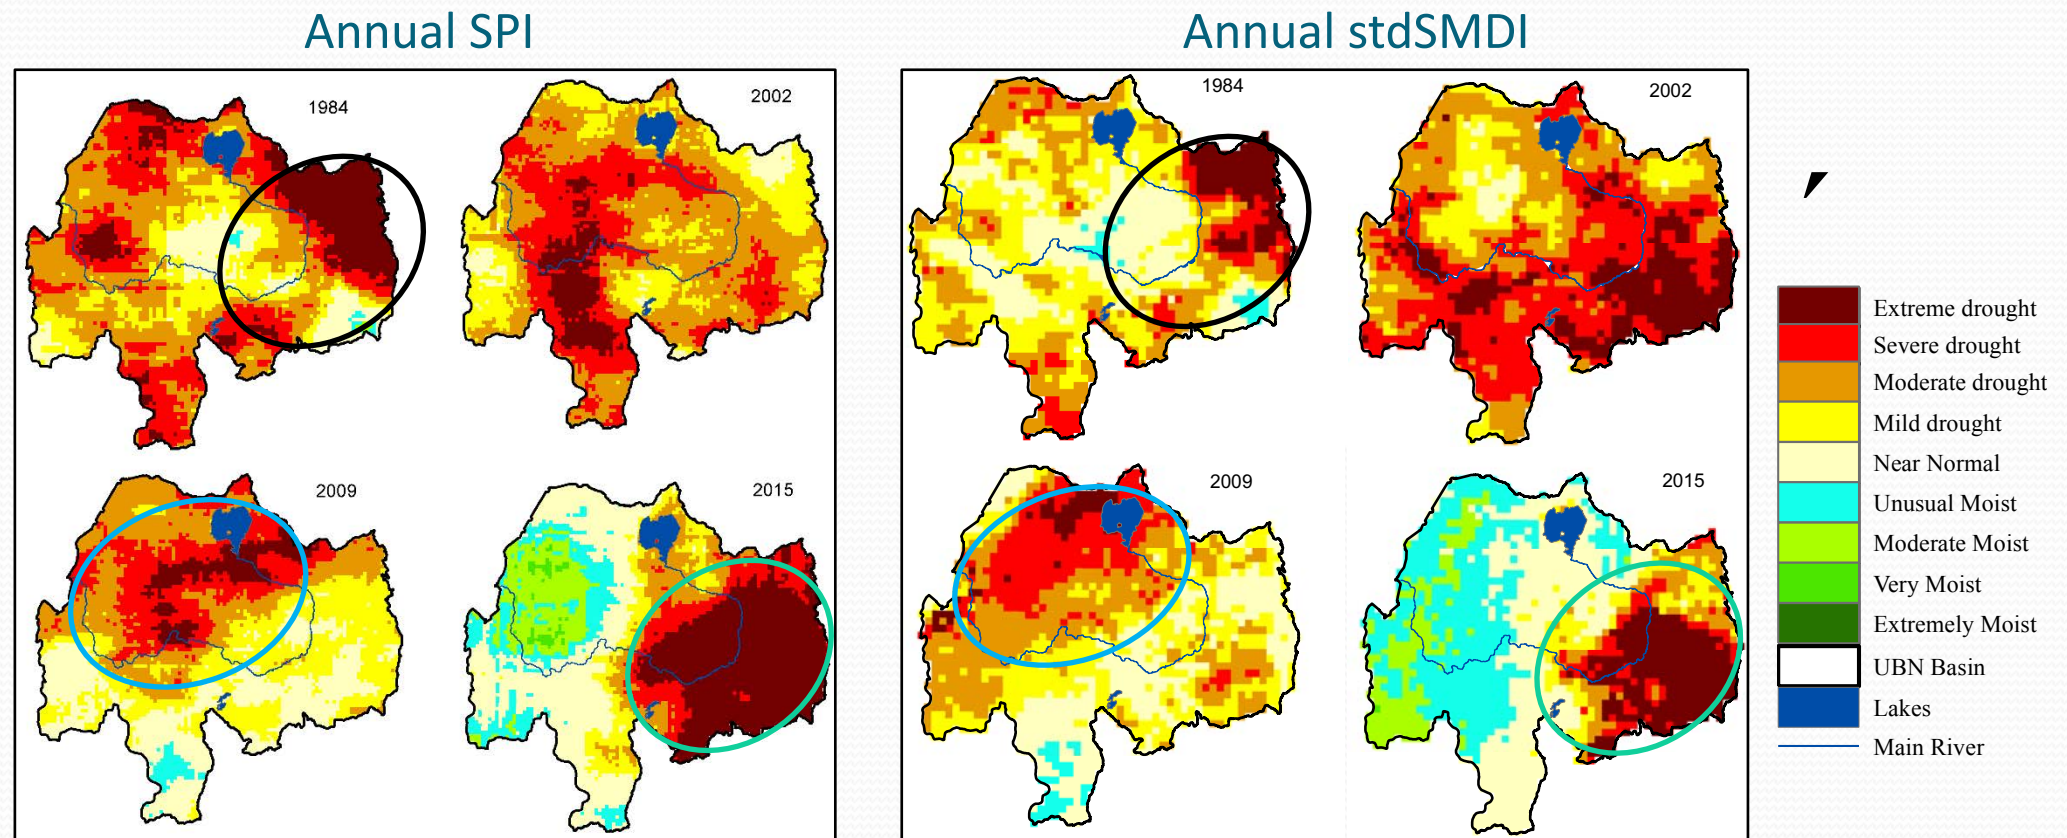 Annual SPI
Annual stdSMDI
1984
2002
2009
2015
1984
2002
2009
2015
Extreme drought
Severe drought
Moderate drought
Mild drought
Near Normal
Unusual Moist
Moderate Moist
Very Moist
Extremely Moist
UBN Basin
Lakes
Main River